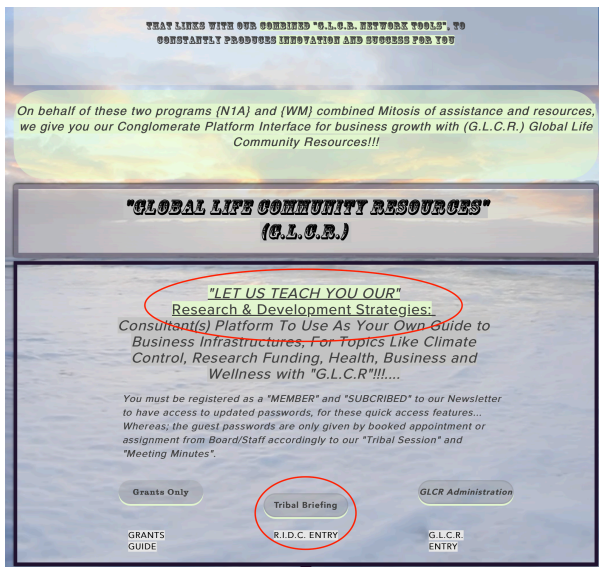 THAT LINKS WITH OUR COMBINED "G.L.C.R. NETWORK TOOLS", TO
CONSTANTLY PRODUCES INNOVATION AND SUCCESS FOR YOU
On behalf of these two programs {N1A} and {WM} combined Mitosis of assistance and resources,
we give you our Conglomerate Platform Interface for business growth with (G.L.C.R.) Global Life
Community Resources!!!
"GLOBAL LIFE COMMUNITY RESOURCES"
(G.L.C.R.)
"LET US TEACH YOU OUR"
Research & Development Strategies:
Consultant(s) Platform To Use As Your Own Guide to
Business Infrastructures, For Topics Like Climate
Control, Research Funding, Health, Business and
Wellness with "G.L.C.R"!!!....
You must be registered as a "MEMBER" and "SUBCRIBED" to our Newsletter
to have access to updated passwords, for these quick access features...
Whereas; the guest passwords are only given by booked appointment or
assignment from Board/Staff accordingly to our "Tribal Session" and
"Meeting Minutes".
Grants Only
Tribal Briefing
GLCR Administration
GRANTS
GUIDE
R.I.D.C. ENTRY
G.L.C.R.
ENTRY